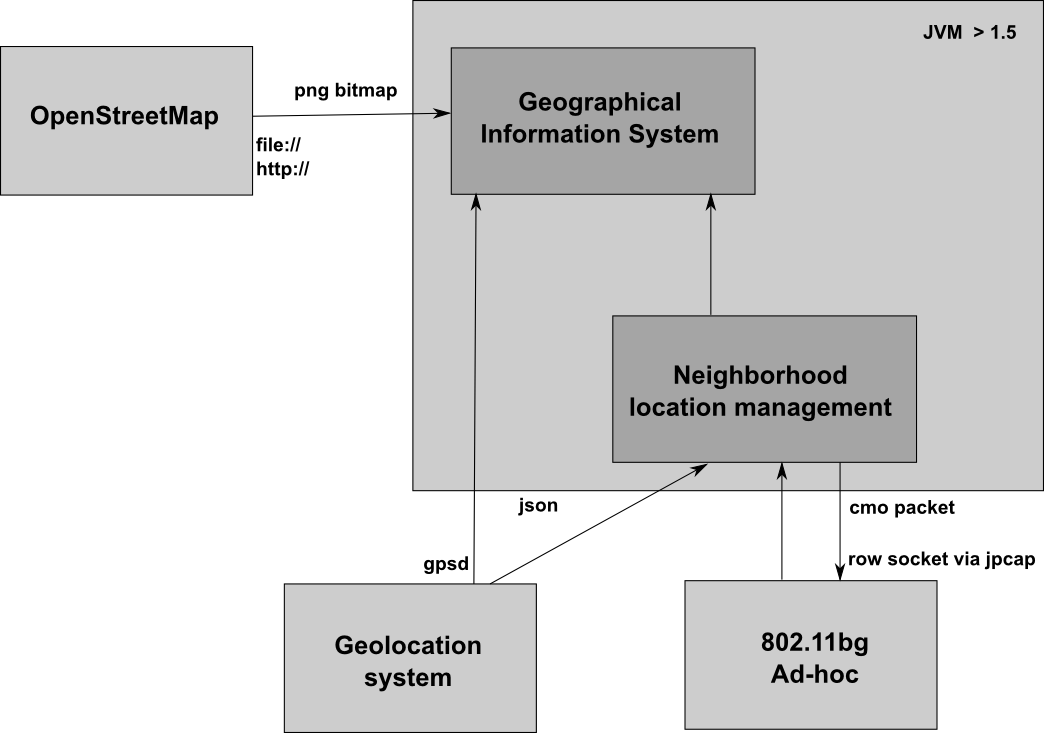 JVM > 1.5
OpenStreetMap
png bitmap
file://
http://
Geographical
Information System
Neighborhood
location management
json
gpsd
cmo packet
row socket via jpcap
Geolocation
system
802.11bg
Ad-hoc